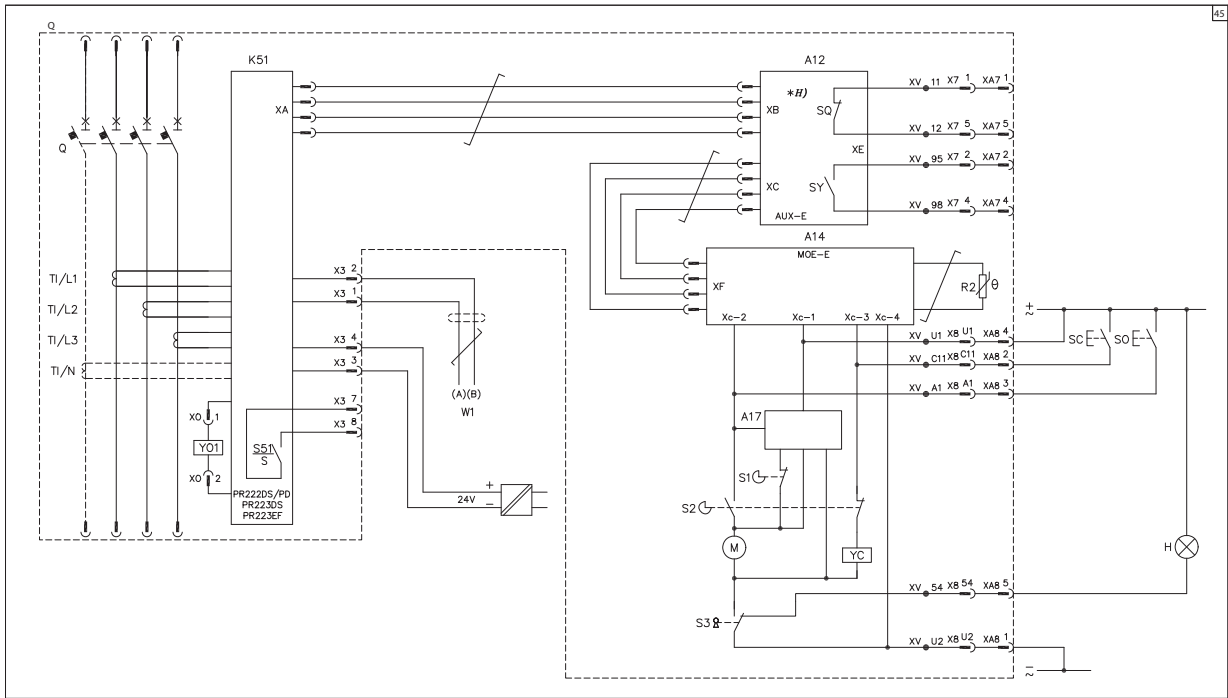 45
Q
K51
A12
XA
*H)
XB
SQ
XE
XV 11 X7 1 XA7 1
XV 12 X7 5 XA7 5
XV 95 X7 2 XA7 2
XC
SY
XV 98 X7 4 XA7 4
AUX-E
Q
A14
MOE-E
XF
R2 θ
Xc-2 Xc-1 Xc-3 Xc-4
TI/L1
TI/L2
TI/L3
TI/N
X3 2
X3 1
X3 4
X3 3
X3 7
X3 8
(A)(B)
W1
+
~
SC
SO
XV U1 X8 U1 XA8 4
XV C11 X8 C11 XA8 2
XV A1 X8 A1 XA8 3
A17
XO 1
YO1
XO 2
S51
S
PR222DS/PD
PR223DS
PR223EF
+
24V
–
S1
S2
M
YC
H
XV 54 X8 54 XA8 5
S3
XV U2 X8 U2 XA8 1
–
~